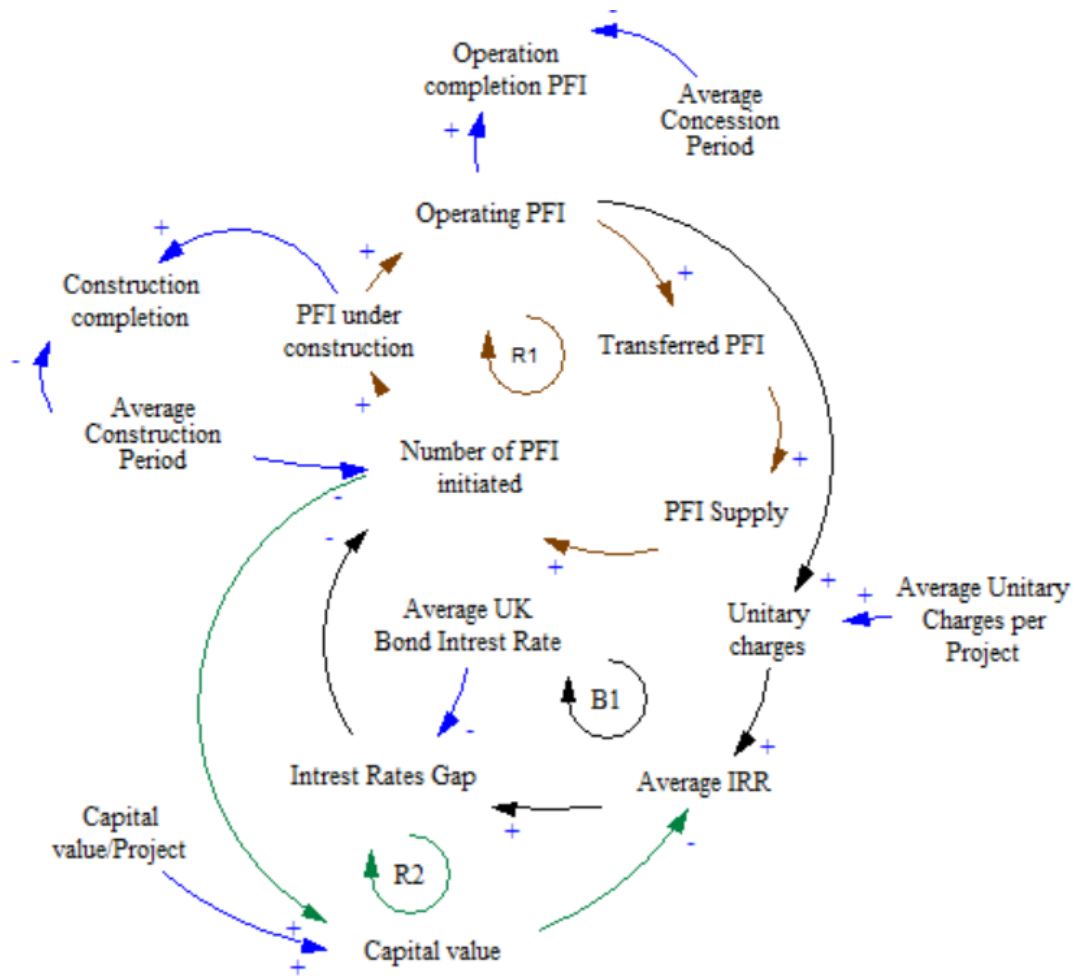 -
Operation
completion PFI
Average
Concession
Period
+
Operating PFI
+
+
+
Construction
completion
PFI under
construction
R1
Transferred PFI
-
+
Average
Construction
Period
Number of PFI
initiated
+
-
PFI Supply
-
+
+
+
Average UK
Bond Intrest Rate
Unitary
charges
Average Unitary
Charges per
Project
B1
-
+
Intrest Rates Gap
Average IRR
+
Capital
value/Project
-
R2
+
Capital value
+